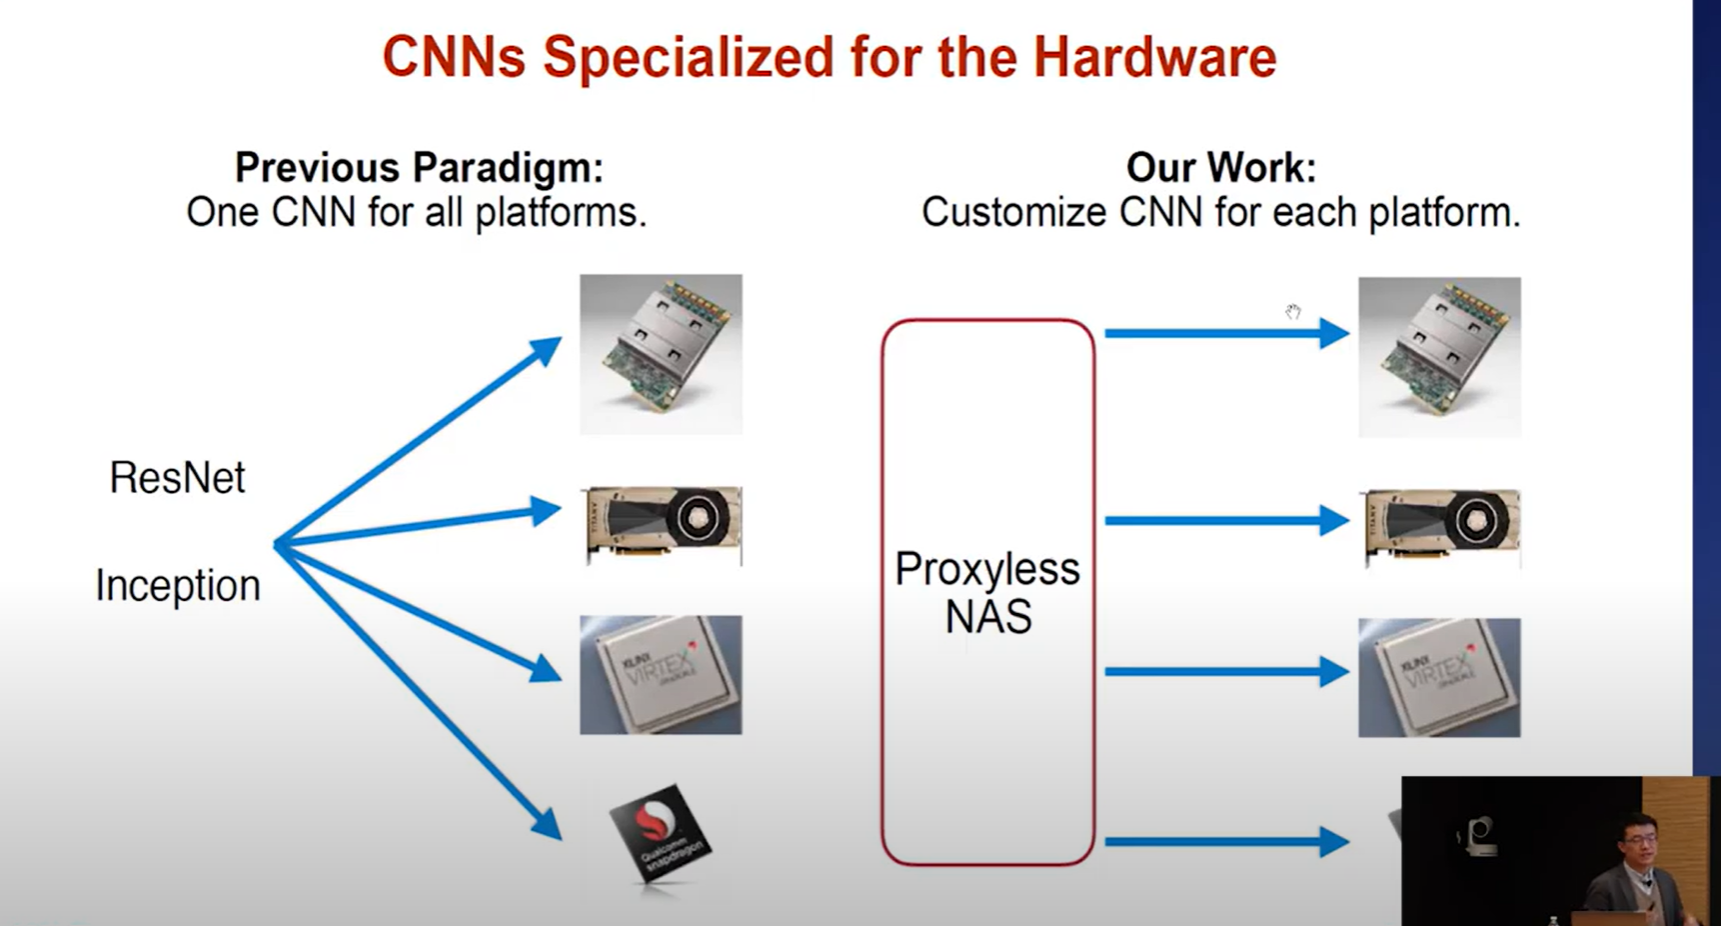 CNNs Specialized for the Hardware
Previous Paradigm:
One CNN for all platforms.
Our Work:
Customize CNN for each platform.
ResNet
Inception
TITAN V
XILINX
VIRTEX
Qualcomm
snapdragon
Proxyless
NAS
TITAN V
XILINX
VIRTEX